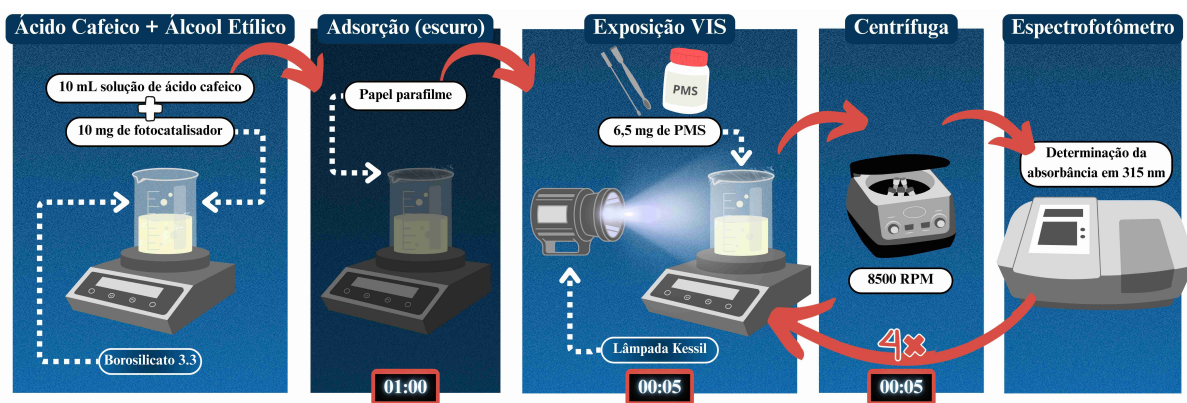 Ácido Cafeico + Álcool Etílico
10 mL solução de ácido cafeico
10 mg de fotocatalisador
Borosilicato 3.3
Adsorção (escuro)
Papel parafilme
01:00
Exposição VIS
PMS
6,5 mg de PMS
Lâmpada Kessil
00:05
Centrífuga
8500 RPM
4x
00:05
Espectrofotômetro
Determinação da
absorbância em 315 nm